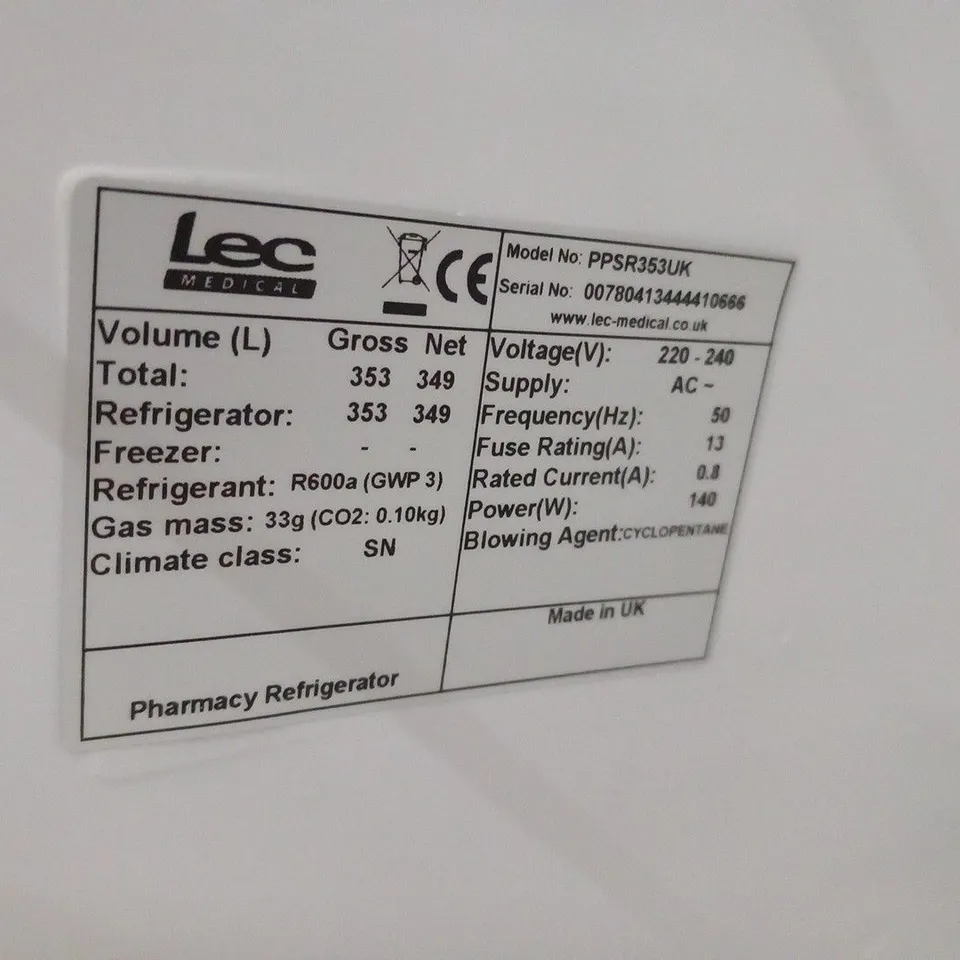 Lec
MEDICAL
CE
Model No: PPSR353UK
Serial No: 00780413444410666
www.lec-medical.co.uk
Volume (L) Gross Net
Total: 353 349
Refrigerator: 353 349
Freezer: - -
Refrigerant: R600a (GWP 3)
Gas mass: 33g (CO2: 0.10kg)
Climate class: SN
Voltage(V): 220 - 240
Supply: AC ~
Frequency(Hz): 50
Fuse Rating(A): 13
Rated Current(A): 0.8
Power(W): 140
Blowing Agent:CYCLOPENTANE
Pharmacy Refrigerator
Made in UK